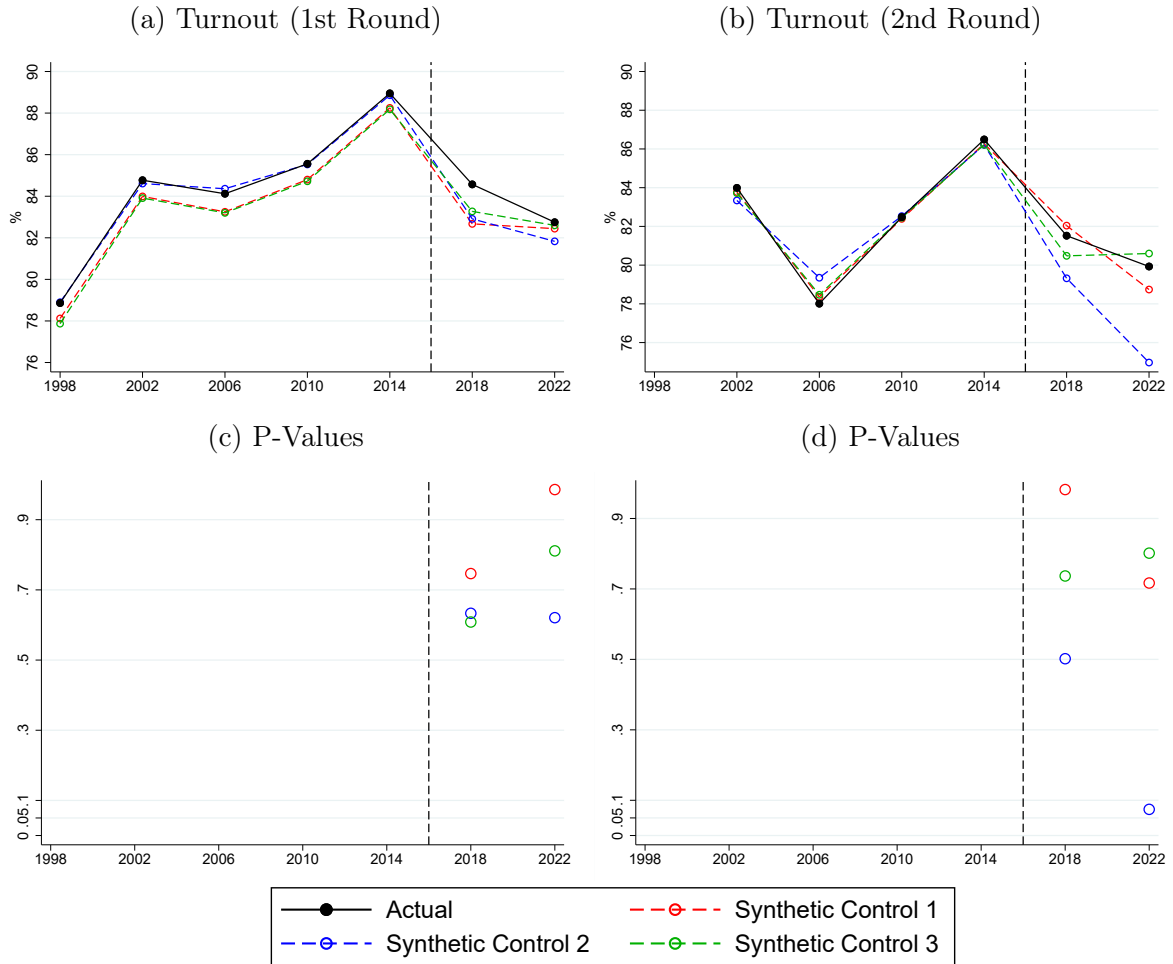 (a) Turnout (1st Round)
(b) Turnout (2nd Round)
90
88
86
84
82
80
78
76
%
1998 2002 2006 2010 2014 2018 2022
90
88
86
84
82
80
78
76
%
1998 2002 2006 2010 2014 2018 2022
(c) P-Values
(d) P-Values
.9
.7
.5
.3
.1
.05
0
1998 2002 2006 2010 2014 2018 2022
.9
.7
.5
.3
.1
.05
0
1998 2002 2006 2010 2014 2018 2022
Actual
Synthetic Control 1
Synthetic Control 2
Synthetic Control 3